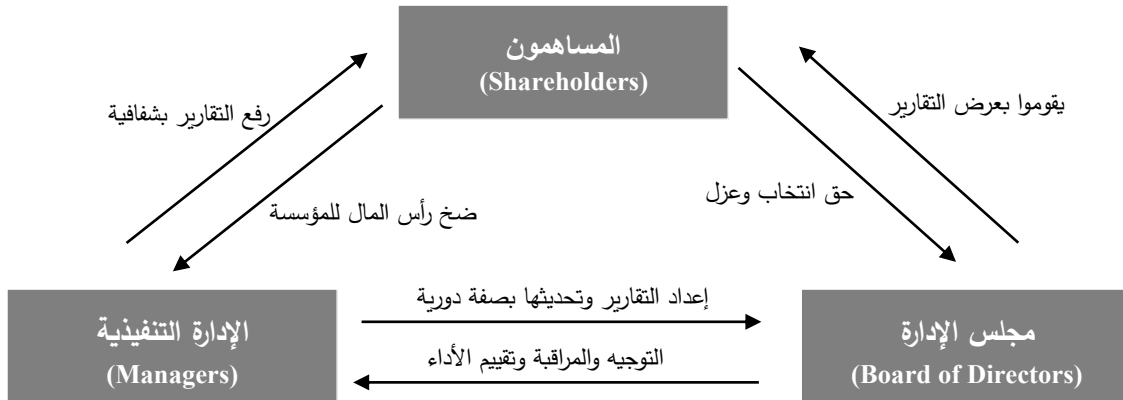 المساهمون
(Shareholders)
يقوموا بعرض التقارير
رفع التقارير بشفافية
حق انتخاب وعزل
ضخ رأس المال للمؤسسة
إعداد التقارير وتحديثها بصفة دورية
مجلس الإدارة
(Board of Directors)
الإدارة التنفيذية
(Managers)
التوجيه والمراقبة وتقييم الأداء